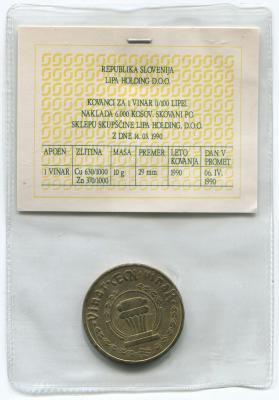 REPUBLIKA SLOVENIJA
LIPA HOLDING D.O.O.
KOVANCI ZA 1 VINAR (1/100 LIPE).
NAKLADA 6.000 KOSOV. SKOVANI PO
SKLEPU SKUPŠČINE LIPA HOLDING, D.O.O.
Z DNE 14. 03. 1990
APOEN ZLITINA MASA PREMER LETO KOVANJA DAN V PROMET
1 VINAR Cu 630/1000 Zn 370/1000 10 g 29 mm 1990 06. IV. 1990
VINAR